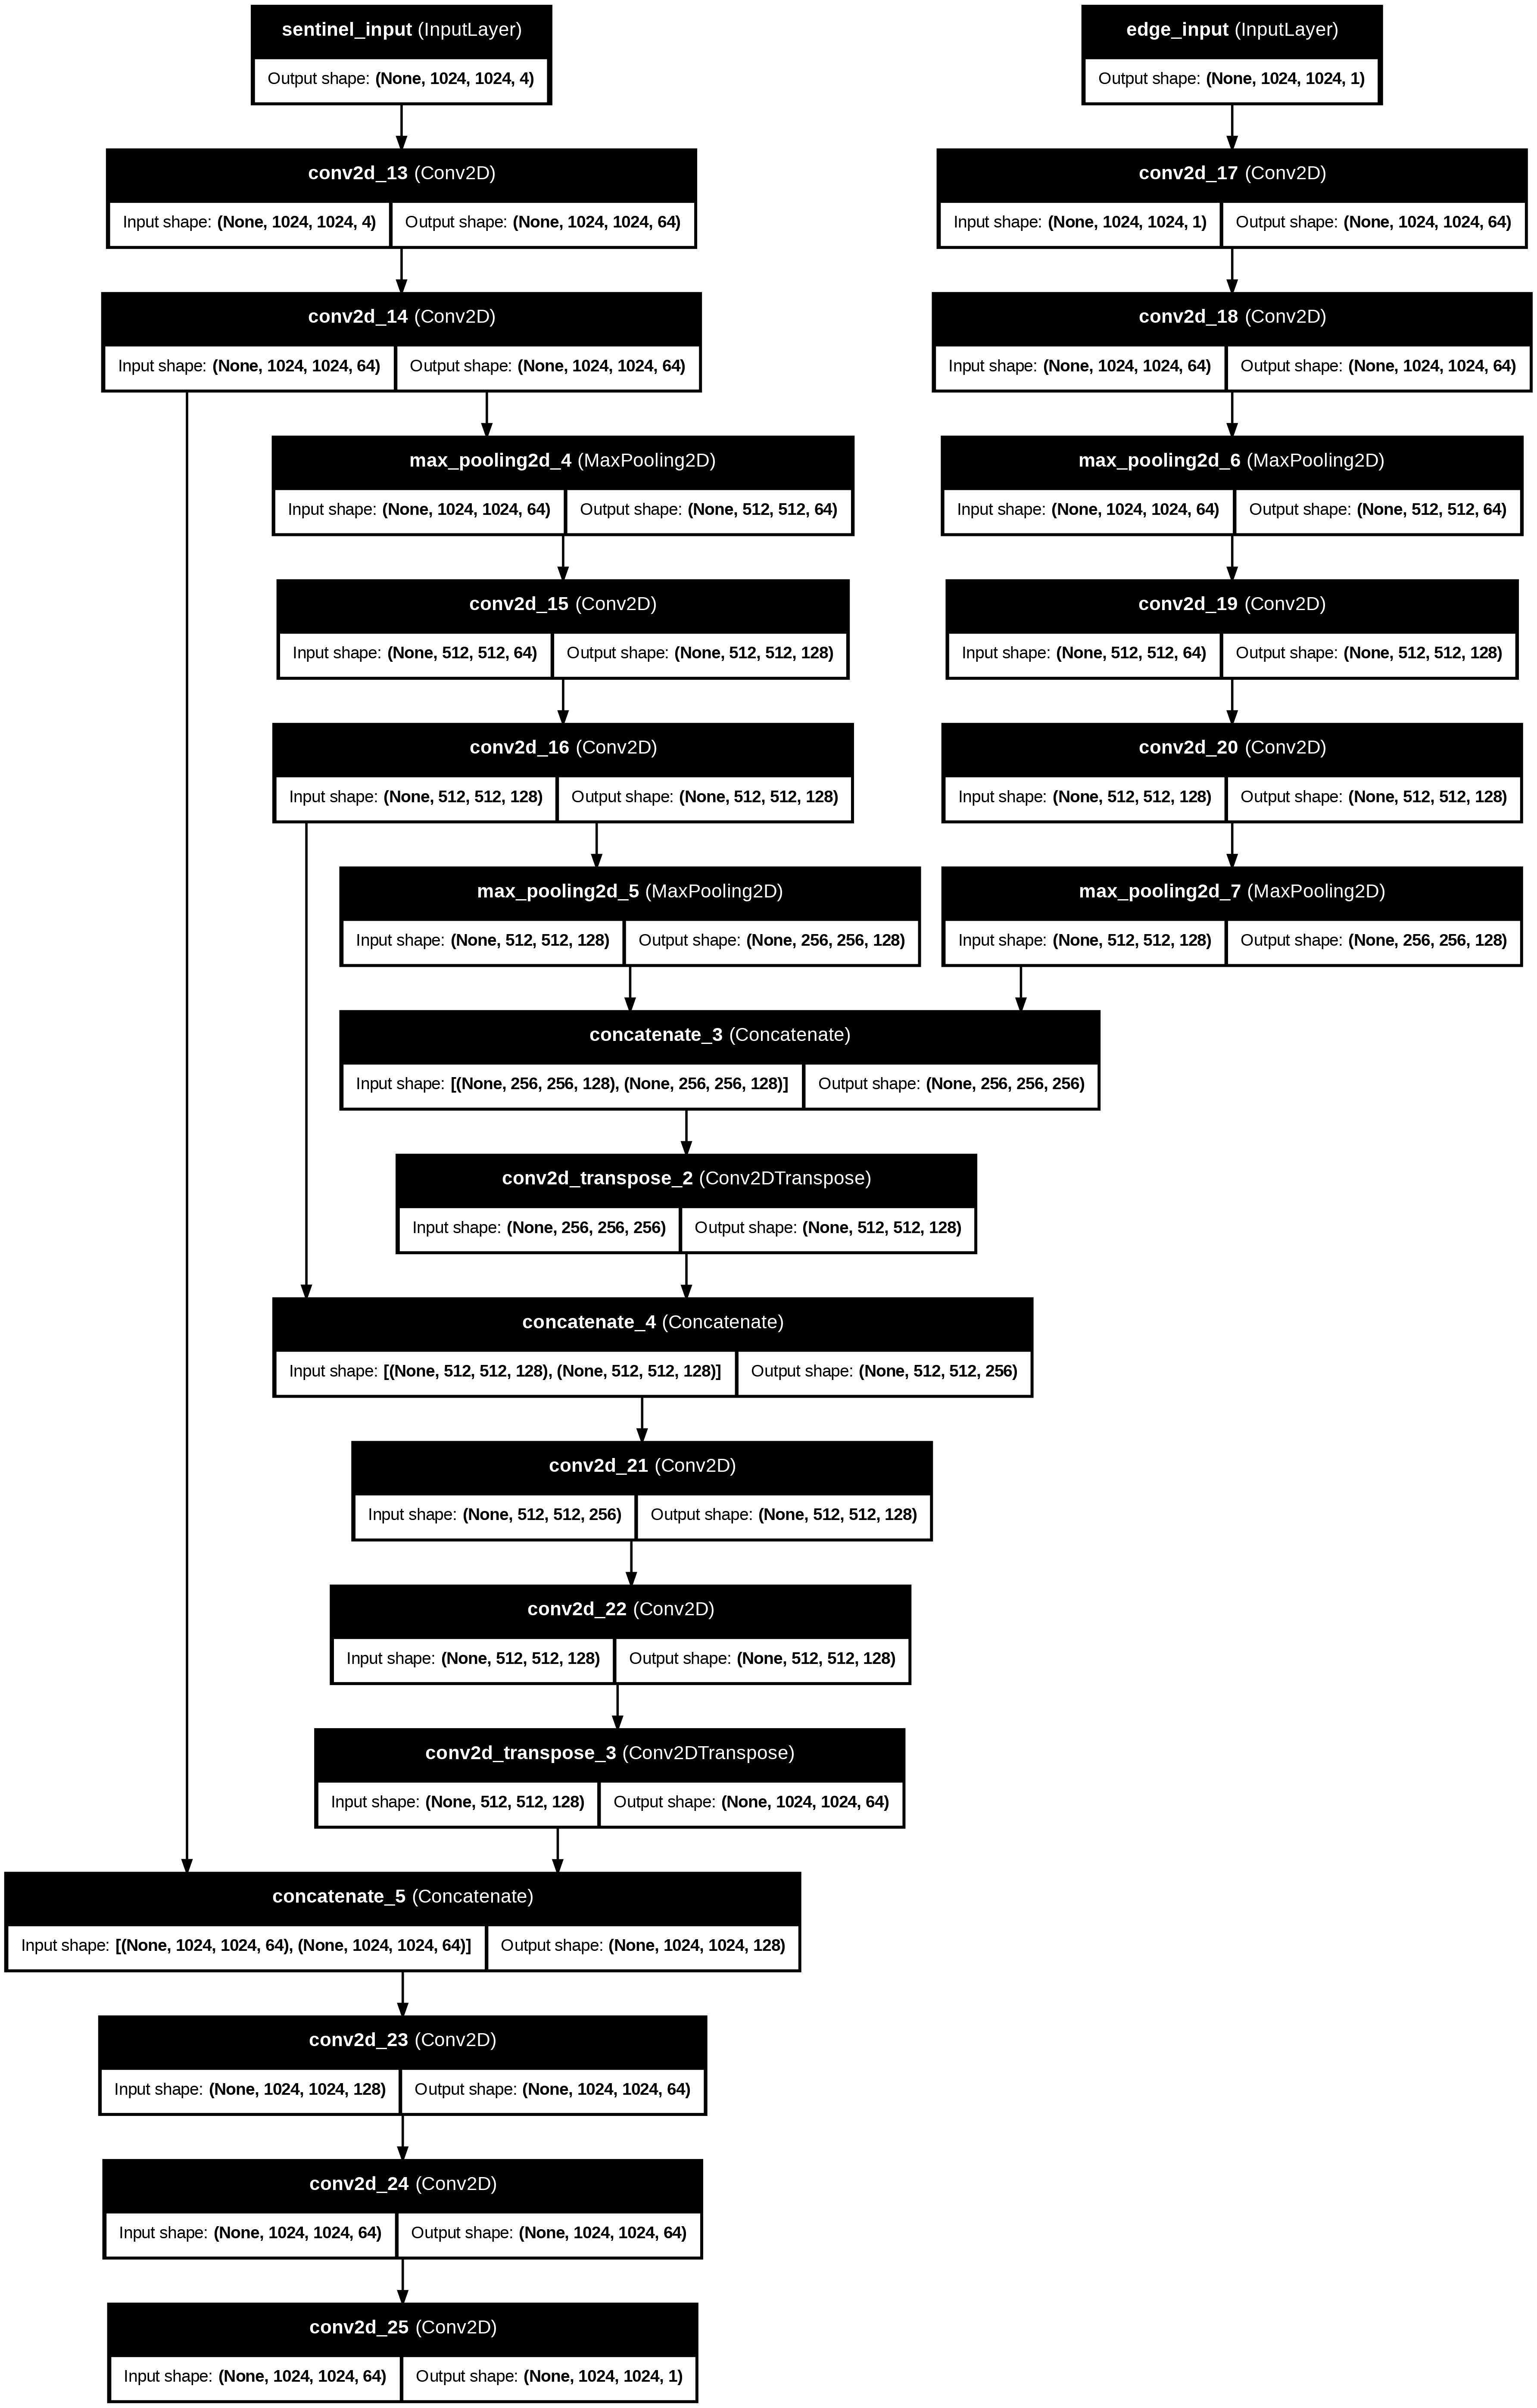 sentinel_input (InputLayer)
Output shape: (None, 1024, 1024, 4)
edge_input (InputLayer)
Output shape: (None, 1024, 1024, 1)
conv2d_13 (Conv2D)
Input shape: (None, 1024, 1024, 4) Output shape: (None, 1024, 1024, 64)
conv2d_17 (Conv2D)
Input shape: (None, 1024, 1024, 1) Output shape: (None, 1024, 1024, 64)
conv2d_14 (Conv2D)
Input shape: (None, 1024, 1024, 64) Output shape: (None, 1024, 1024, 64)
conv2d_18 (Conv2D)
Input shape: (None, 1024, 1024, 64) Output shape: (None, 1024, 1024, 64)
max_pooling2d_4 (MaxPooling2D)
Input shape: (None, 1024, 1024, 64) Output shape: (None, 512, 512, 64)
max_pooling2d_6 (MaxPooling2D)
Input shape: (None, 1024, 1024, 64) Output shape: (None, 512, 512, 64)
conv2d_15 (Conv2D)
Input shape: (None, 512, 512, 64) Output shape: (None, 512, 512, 128)
conv2d_19 (Conv2D)
Input shape: (None, 512, 512, 64) Output shape: (None, 512, 512, 128)
conv2d_16 (Conv2D)
Input shape: (None, 512, 512, 128) Output shape: (None, 512, 512, 128)
conv2d_20 (Conv2D)
Input shape: (None, 512, 512, 128) Output shape: (None, 512, 512, 128)
max_pooling2d_5 (MaxPooling2D)
Input shape: (None, 512, 512, 128) Output shape: (None, 256, 256, 128)
max_pooling2d_7 (MaxPooling2D)
Input shape: (None, 512, 512, 128) Output shape: (None, 256, 256, 128)
concatenate_3 (Concatenate)
Input shape: [(None, 256, 256, 128), (None, 256, 256, 128)] Output shape: (None, 256, 256, 256)
conv2d_transpose_2 (Conv2DTranspose)
Input shape: (None, 256, 256, 256) Output shape: (None, 512, 512, 128)
concatenate_4 (Concatenate)
Input shape: [(None, 512, 512, 128), (None, 512, 512, 128)] Output shape: (None, 512, 512, 256)
conv2d_21 (Conv2D)
Input shape: (None, 512, 512, 256) Output shape: (None, 512, 512, 128)
conv2d_22 (Conv2D)
Input shape: (None, 512, 512, 128) Output shape: (None, 512, 512, 128)
conv2d_transpose_3 (Conv2DTranspose)
Input shape: (None, 512, 512, 128) Output shape: (None, 1024, 1024, 64)
concatenate_5 (Concatenate)
Input shape: [(None, 1024, 1024, 64), (None, 1024, 1024, 64)] Output shape: (None, 1024, 1024, 128)
conv2d_23 (Conv2D)
Input shape: (None, 1024, 1024, 128) Output shape: (None, 1024, 1024, 64)
conv2d_24 (Conv2D)
Input shape: (None, 1024, 1024, 64) Output shape: (None, 1024, 1024, 64)
conv2d_25 (Conv2D)
Input shape: (None, 1024, 1024, 64) Output shape: (None, 1024, 1024, 1)